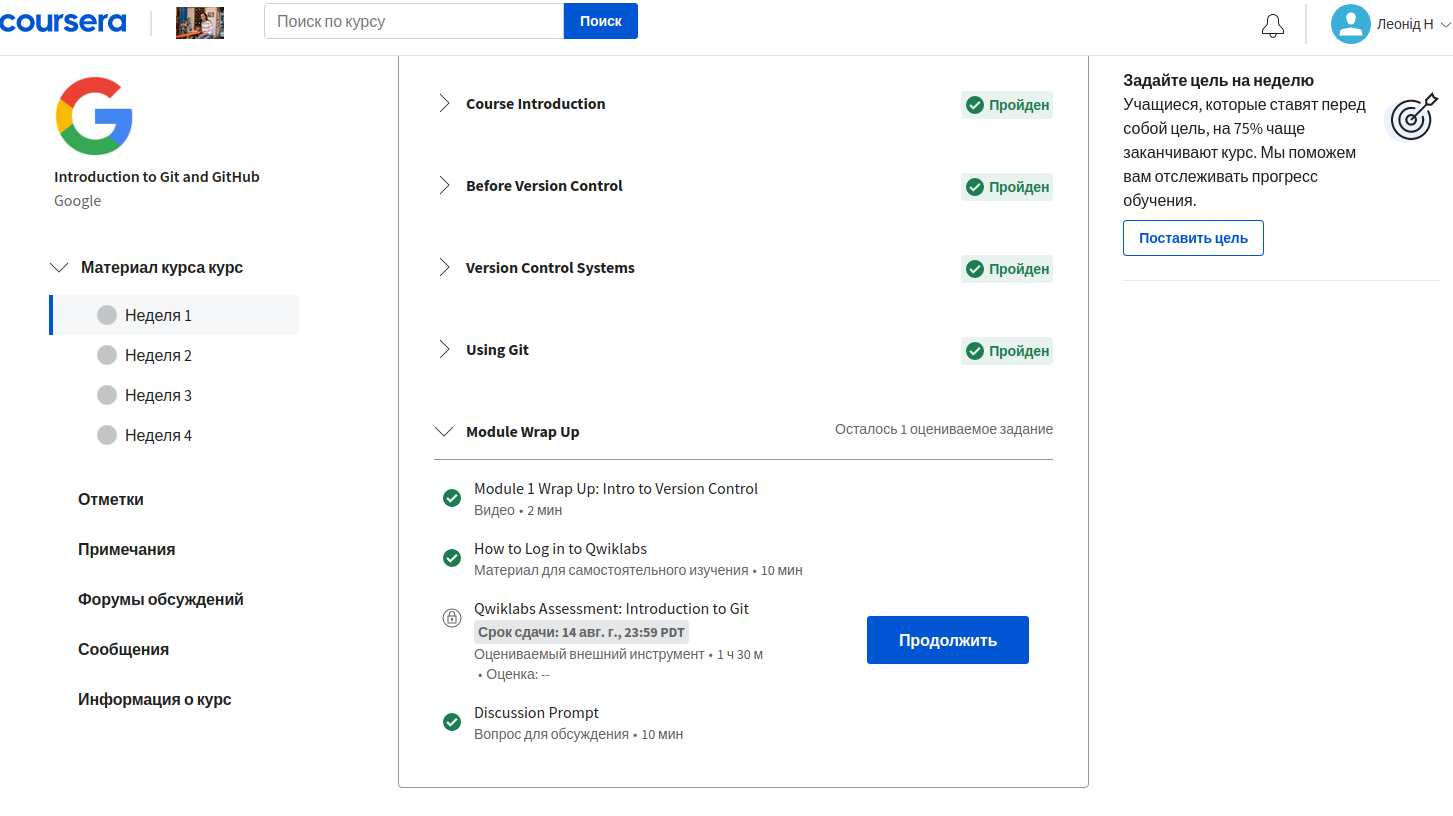 coursera
Поиск по курсу
Поиск
Леонід Н
Introduction to Git and GitHub
Google
Материал курса курс
Неделя 1
Неделя 2
Неделя 3
Неделя 4
Отметки
Примечания
Форумы обсуждений
Сообщения
Информация о курс
Course Introduction
Пройден
Before Version Control
Пройден
Version Control Systems
Пройден
Using Git
Пройден
Module Wrap Up
Осталось 1 оцениваемое задание
Module 1 Wrap Up: Intro to Version Control
Видео • 2 мин
How to Log in to Qwiklabs
Материал для самостоятельного изучения • 10 мин
Qwiklabs Assessment: Introduction to Git
Срок сдачи: 14 авг. г., 23:59 PDT
Оцениваемый внешний инструмент • 1 ч 30 м
• Оценка: --
Продолжить
Discussion Prompt
Вопрос для обсуждения • 10 мин
Задайте цель на неделю
Учащиеся, которые ставят перед
собой цель, на 75% чаще
заканчивают курс. Мы поможем
вам отслеживать прогресс
обучения.
Поставить цель